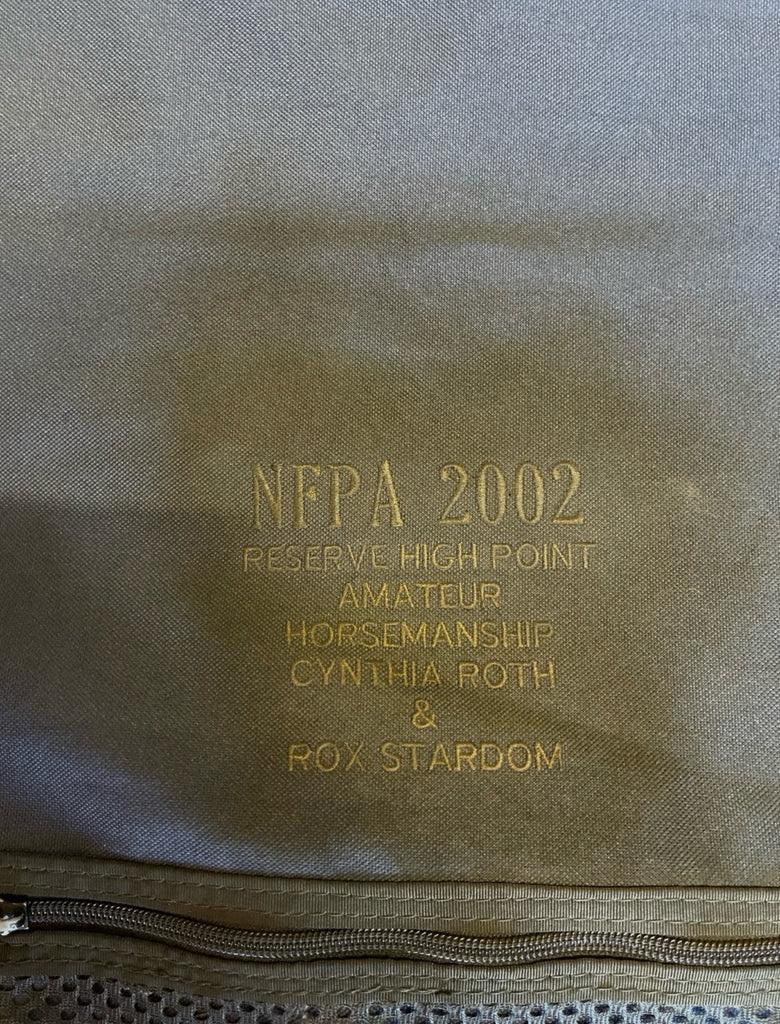 NFPA 2002
RESERVE HIGH POINT
AMATEUR
HORSEMANSHIP
CYNTHIA ROTH
&
ROX STARDOM